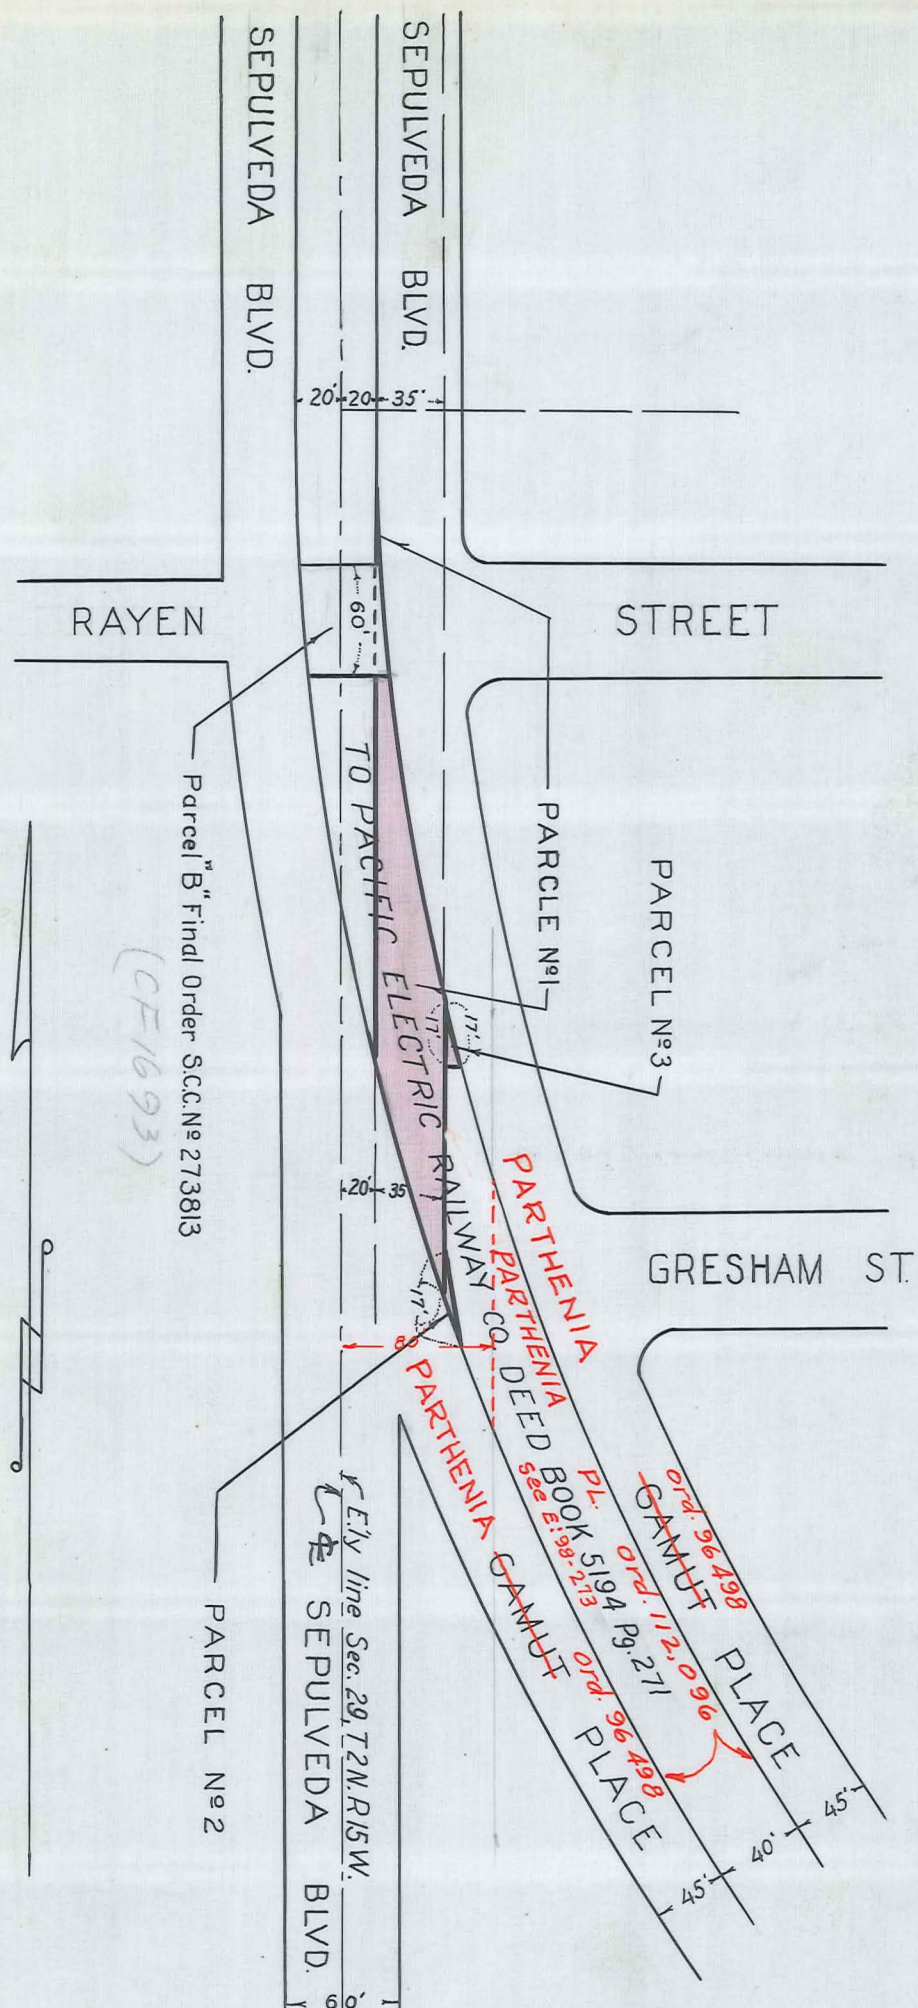 SEPULVEDA BLVD.
SEPULVEDA BLVD.
20' 20 35'
RAYEN STREET
60'
Parcel "B" Final Order S.C.C. Nº 273813
(CF 1693)
PARCLE Nº1
PARCEL Nº3
17'
17'
TO PACIFIC ELECTRIC RAILWAY CO. DEED BOOK 5194 Pg. 271
20' 35
17'
80
GRESHAM ST.
PARTHENIA
PARTHENIA PL. ord. 112,096
see E:98-273
ord. 96498
GAMUT PLACE
PARTHENIA GAMUT PLACE
ord. 96498
45'
40'
45'
E'ly line Sec. 29, T2N. R15W.
℄ SEPULVEDA BLVD.
PARCEL Nº2